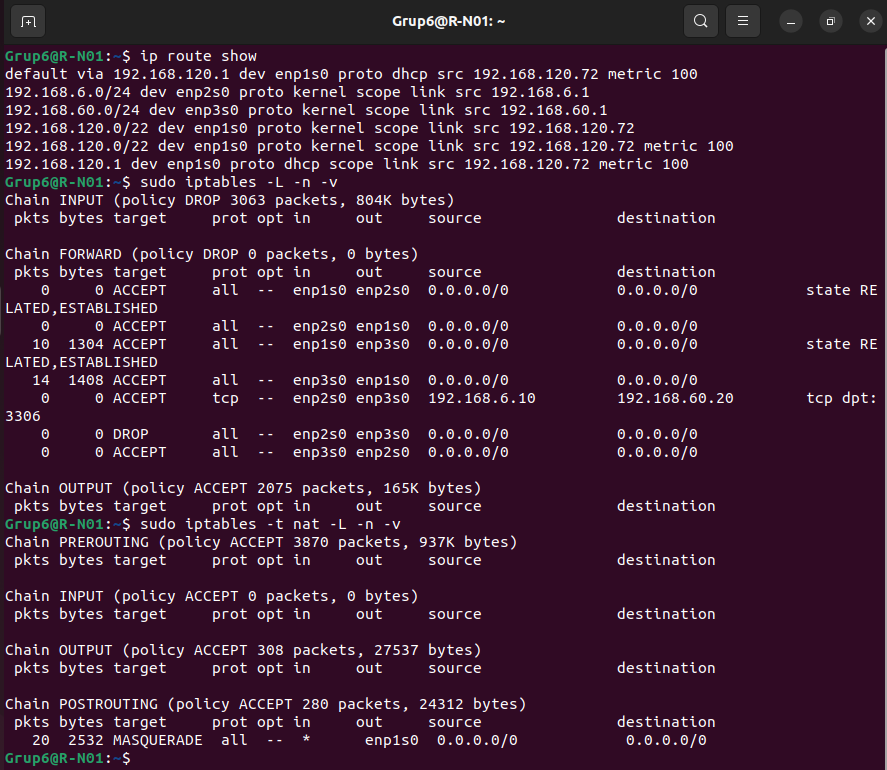 Grup6@R-N01: ~
Grup6@R-N01:~$ ip route show
default via 192.168.120.1 dev enp1s0 proto dhcp src 192.168.120.72 metric 100
192.168.6.0/24 dev enp2s0 proto kernel scope link src 192.168.6.1
192.168.60.0/24 dev enp3s0 proto kernel scope link src 192.168.60.1
192.168.120.0/22 dev enp1s0 proto kernel scope link src 192.168.120.72
192.168.120.0/22 dev enp1s0 proto kernel scope link src 192.168.120.72 metric 100
192.168.120.1 dev enp1s0 proto dhcp scope link src 192.168.120.72 metric 100
Grup6@R-N01:~$ sudo iptables -L -n -v
Chain INPUT (policy DROP 3063 packets, 804K bytes)
 pkts bytes target     prot opt in     out     source               destination

Chain FORWARD (policy DROP 0 packets, 0 bytes)
 pkts bytes target     prot opt in     out     source               destination
    0     0 ACCEPT     all  --  enp1s0 enp2s0  0.0.0.0/0            0.0.0.0/0            state RE
LATED,ESTABLISHED
    0     0 ACCEPT     all  --  enp2s0 enp1s0  0.0.0.0/0            0.0.0.0/0
   10  1304 ACCEPT     all  --  enp1s0 enp3s0  0.0.0.0/0            0.0.0.0/0            state RE
LATED,ESTABLISHED
   14  1408 ACCEPT     all  --  enp3s0 enp1s0  0.0.0.0/0            0.0.0.0/0
    0     0 ACCEPT     tcp  --  enp2s0 enp3s0  192.168.6.10         192.168.60.20        tcp dpt:
3306
    0     0 DROP       all  --  enp2s0 enp3s0  0.0.0.0/0            0.0.0.0/0
    0     0 ACCEPT     all  --  enp3s0 enp2s0  0.0.0.0/0            0.0.0.0/0

Chain OUTPUT (policy ACCEPT 2075 packets, 165K bytes)
 pkts bytes target     prot opt in     out     source               destination
Grup6@R-N01:~$ sudo iptables -t nat -L -n -v
Chain PREROUTING (policy ACCEPT 3870 packets, 937K bytes)
 pkts bytes target     prot opt in     out     source               destination

Chain INPUT (policy ACCEPT 0 packets, 0 bytes)
 pkts bytes target     prot opt in     out     source               destination

Chain OUTPUT (policy ACCEPT 308 packets, 27537 bytes)
 pkts bytes target     prot opt in     out     source               destination

Chain POSTROUTING (policy ACCEPT 280 packets, 24312 bytes)
 pkts bytes target     prot opt in     out     source               destination
   20  2532 MASQUERADE  all  --  *      enp1s0  0.0.0.0/0            0.0.0.0/0
Grup6@R-N01:~$